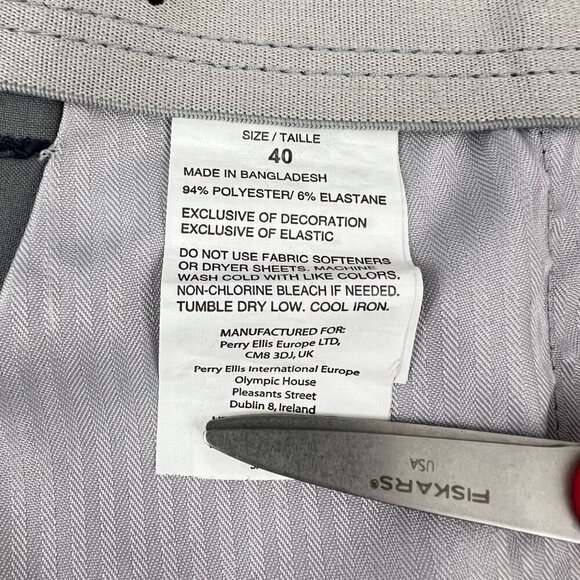 SIZE / TAILLE
40
MADE IN BANGLADESH
94% POLYESTER/ 6% ELASTANE
EXCLUSIVE OF DECORATION
EXCLUSIVE OF ELASTIC
DO NOT USE FABRIC SOFTENERS
OR DRYER SHEETS. MACHINE
WASH COLD WITH LIKE COLORS.
NON-CHLORINE BLEACH IF NEEDED.
TUMBLE DRY LOW. COOL IRON.
MANUFACTURED FOR:
Perry Ellis Europe LTD,
CM8 3DJ, UK
Perry Ellis International Europe
Olympic House
Pleasants Street
Dublin 8, Ireland
FISKARS®
USA